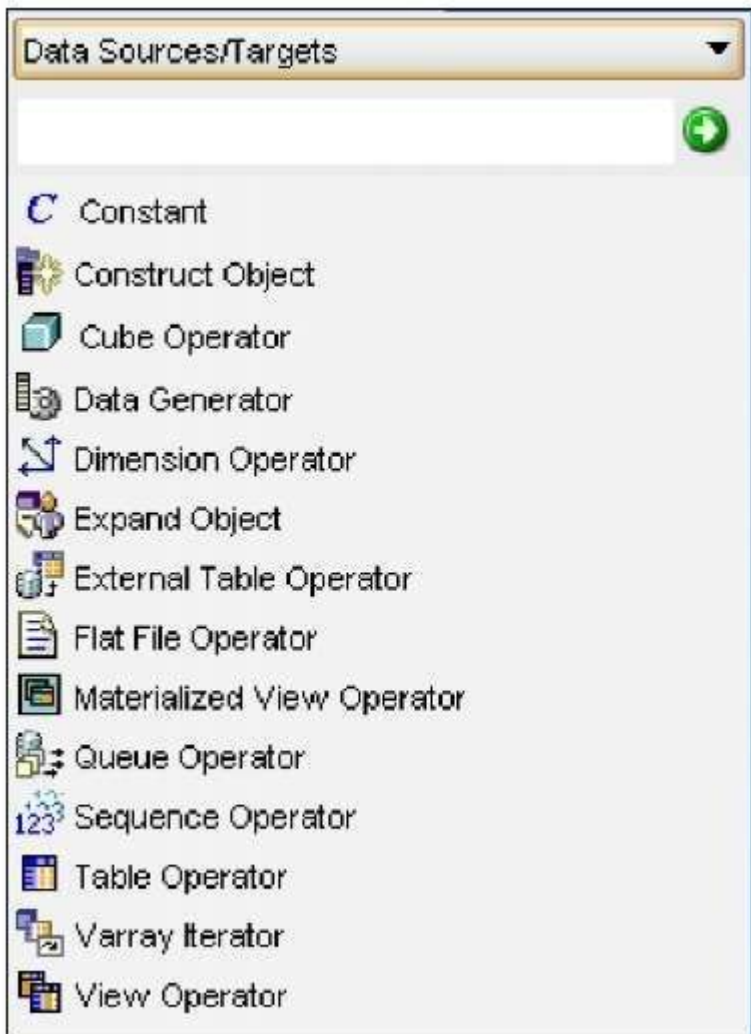 Data Sources/Targets
C Constant
Construct Object
Cube Operator
Data Generator
Dimension Operator
Expand Object
External Table Operator
Flat File Operator
Materialized View Operator
Queue Operator
123 Sequence Operator
Table Operator
Varray Iterator
View Operator